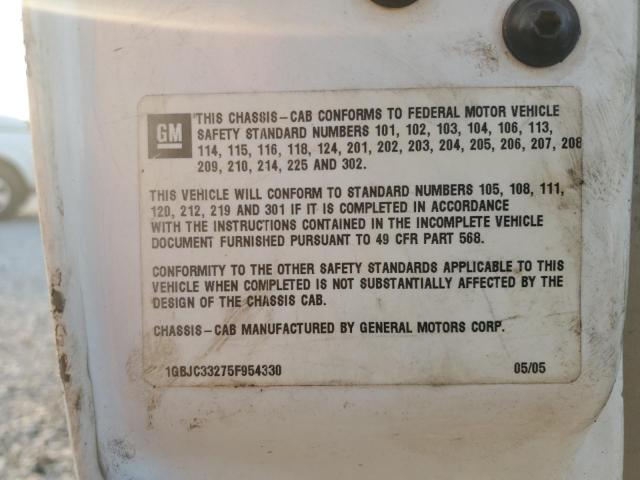 GM
THIS CHASSIS-CAB CONFORMS TO FEDERAL MOTOR VEHICLE
SAFETY STANDARD NUMBERS 101, 102, 103, 104, 106, 113,
114, 115, 116, 118, 124, 201, 202, 203, 204, 205, 206, 207, 208
209, 210, 214, 225 AND 302.
THIS VEHICLE WILL CONFORM TO STANDARD NUMBERS 105, 108, 111,
120, 212, 219 AND 301 IF IT IS COMPLETED IN ACCORDANCE
WITH THE INSTRUCTIONS CONTAINED IN THE INCOMPLETE VEHICLE
DOCUMENT FURNISHED PURSUANT TO 49 CFR PART 568.
CONFORMITY TO THE OTHER SAFETY STANDARDS APPLICABLE TO THIS
VEHICLE WHEN COMPLETED IS NOT SUBSTANTIALLY AFFECTED BY THE
DESIGN OF THE CHASSIS CAB.
CHASSIS-CAB MANUFACTURED BY GENERAL MOTORS CORP.
1GBJC33275F954330 05/05